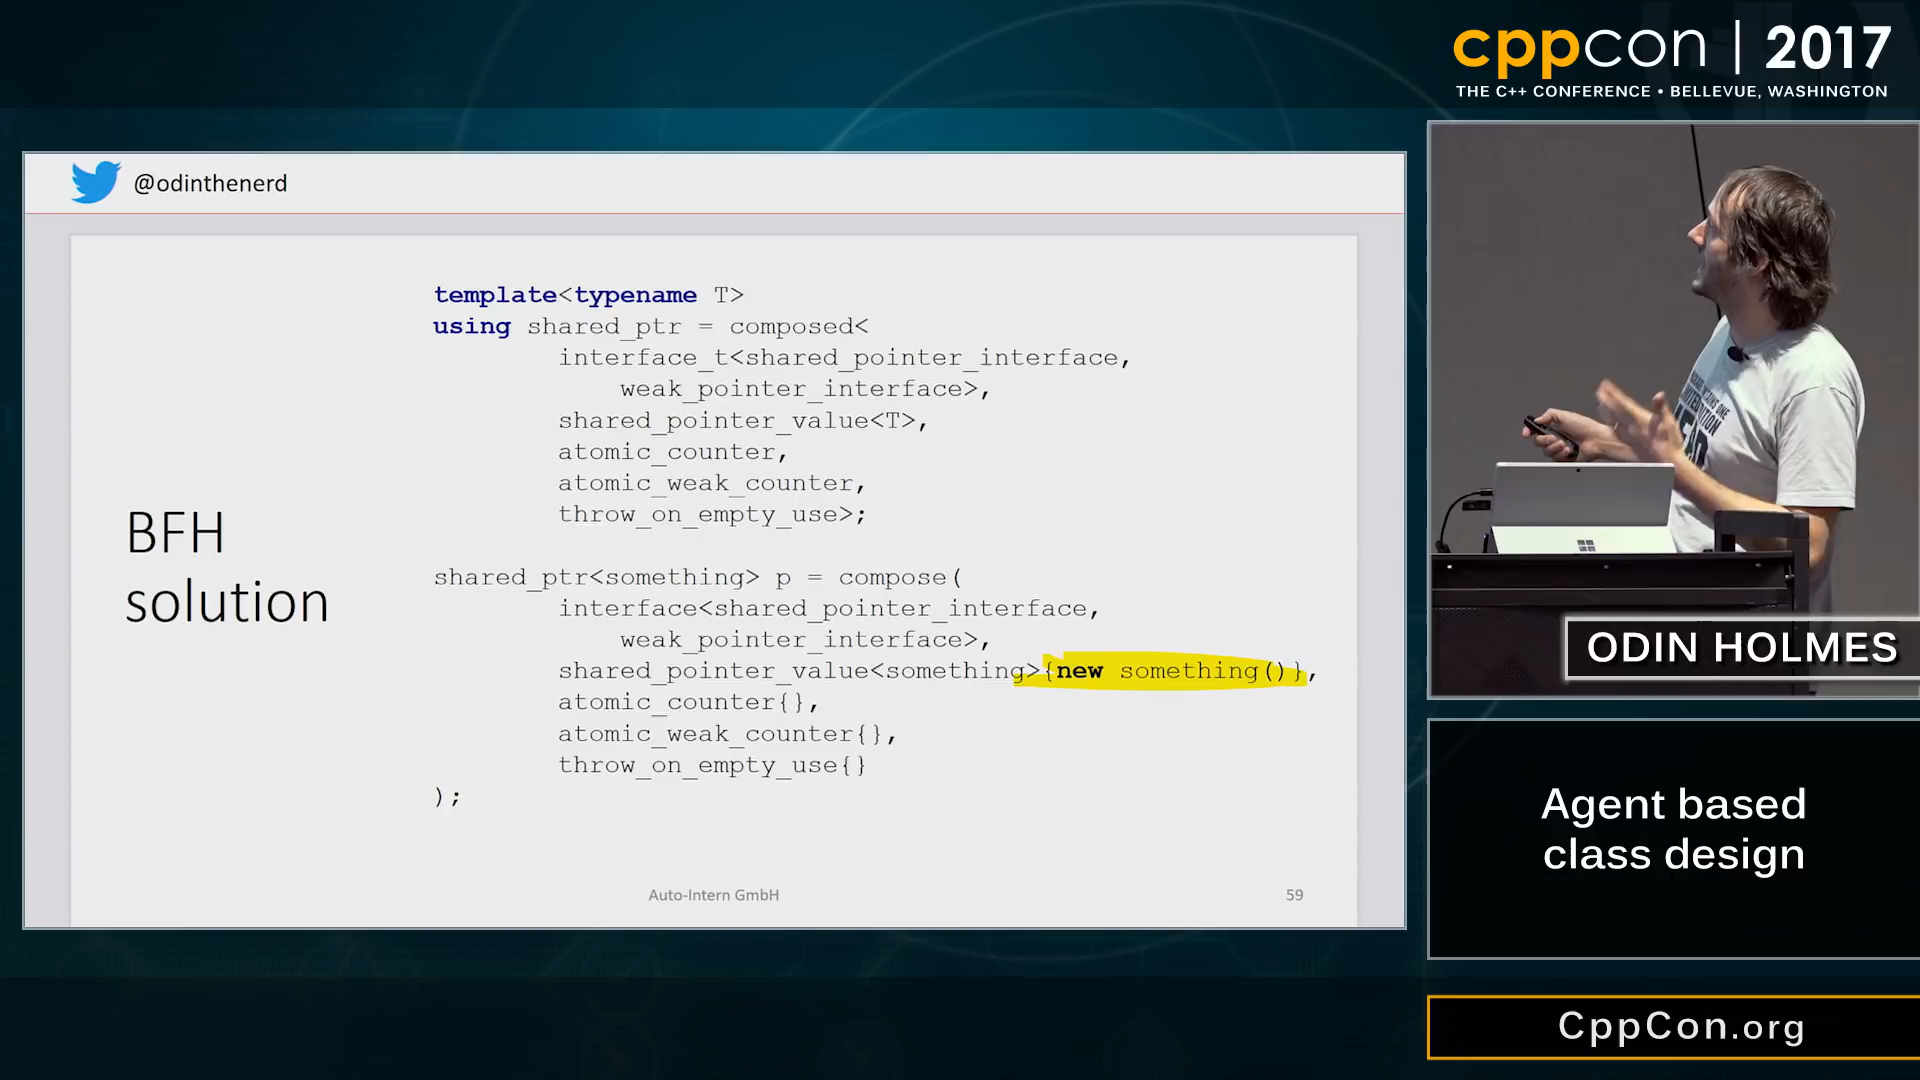 cppcon | 2017
THE C++ CONFERENCE • BELLEVUE, WASHINGTON
@odinthenerd
BFH
solution
template<typename T>
using shared_ptr = composed<
interface_t<shared_pointer_interface,
weak_pointer_interface>,
shared_pointer_value<T>,
atomic_counter,
atomic_weak_counter,
throw_on_empty_use>;
shared_ptr<something> p = compose(
interface<shared_pointer_interface,
weak_pointer_interface>,
shared_pointer_value<something>{new something()},
atomic_counter{},
atomic_weak_counter{},
throw_on_empty_use{}
);
Auto-Intern GmbH
59
ODIN HOLMES
Agent based
class design
CppCon.org